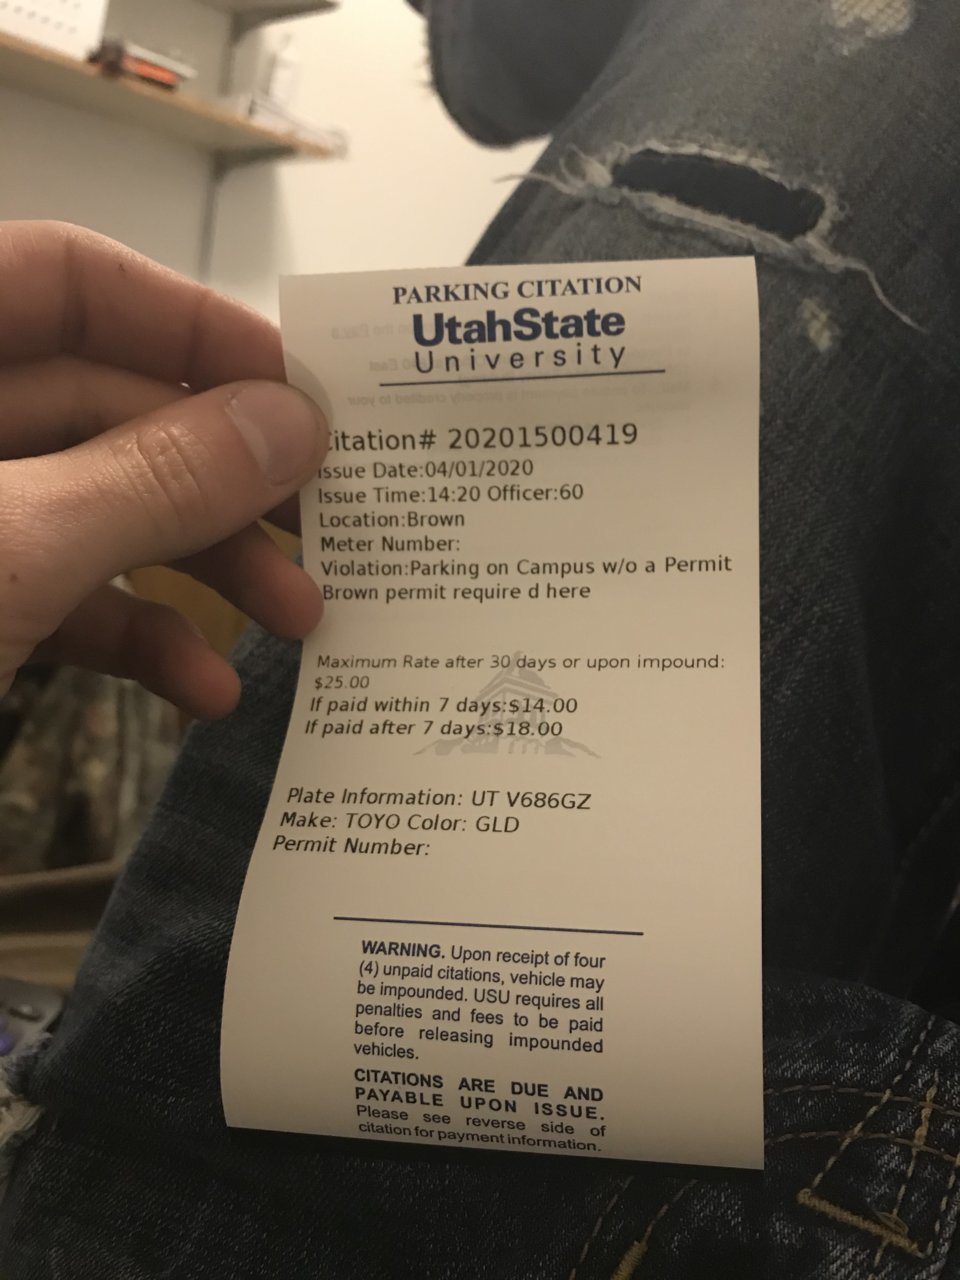 PARKING CITATION
UtahState
University
Citation# 20201500419
Issue Date:04/01/2020
Issue Time:14:20 Officer:60
Location:Brown
Meter Number:
Violation:Parking on Campus w/o a Permit
Brown permit require d here
Maximum Rate after 30 days or upon impound:
$25.00
If paid within 7 days:$14.00
If paid after 7 days:$18.00
Plate Information: UT V686GZ
Make: TOYO Color: GLD
Permit Number:
WARNING. Upon receipt of four
(4) unpaid citations, vehicle may
be impounded. USU requires all
penalties and fees to be paid
before releasing impounded
vehicles.
CITATIONS ARE DUE AND
PAYABLE UPON ISSUE.
Please see reverse side of
citation for payment information.